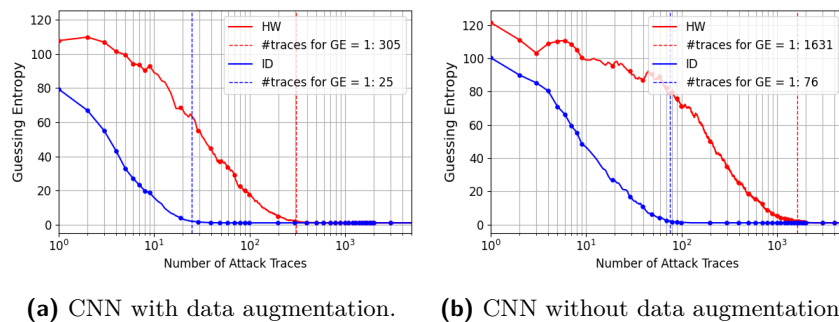 120
100
80
60
40
20
0
Guessing Entropy
10^0
10^1
10^2
10^3
Number of Attack Traces
HW
#traces for GE = 1: 305
ID
#traces for GE = 1: 25
(a) CNN with data augmentation.
120
100
80
60
40
20
0
Guessing Entropy
10^0
10^1
10^2
10^3
Number of Attack Traces
HW
#traces for GE = 1: 1631
ID
#traces for GE = 1: 76
(b) CNN without data augmentation